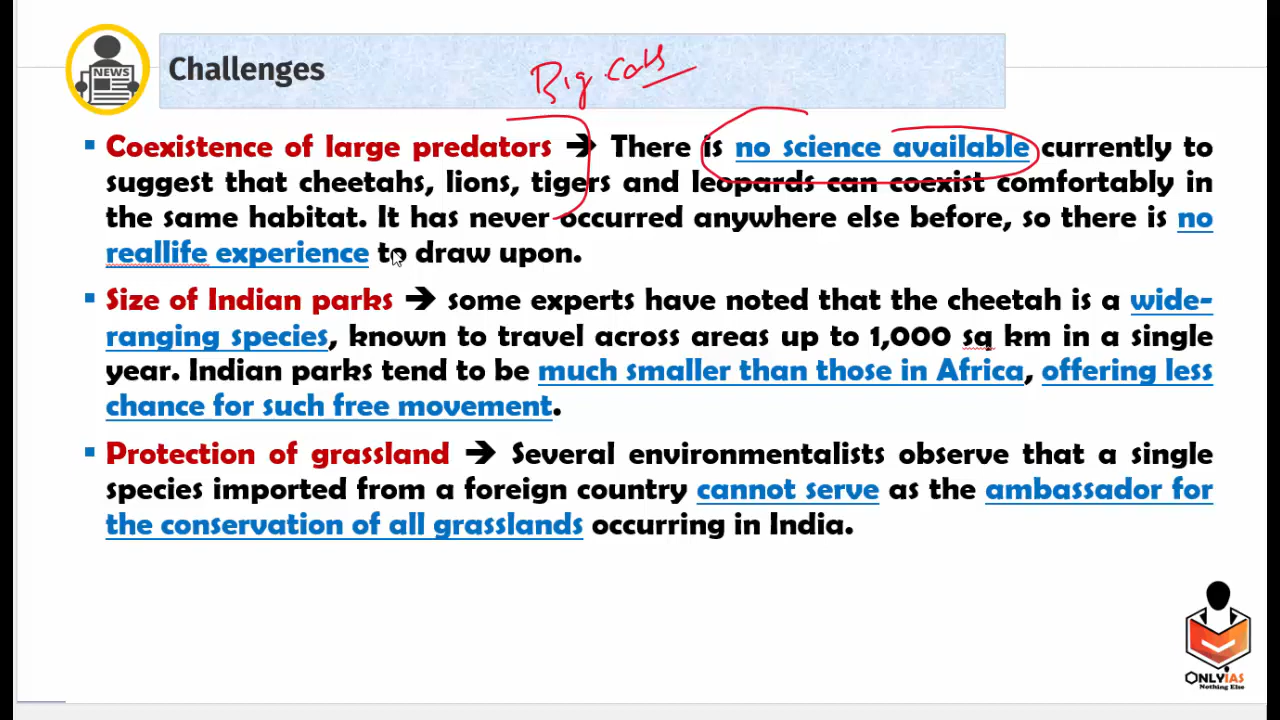 NEWS
Challenges
Big Cats
Coexistence of large predators → There is no science available currently to
suggest that cheetahs, lions, tigers and leopards can coexist comfortably in
the same habitat. It has never occurred anywhere else before, so there is no
reallife experience to draw upon.
Size of Indian parks → some experts have noted that the cheetah is a wide-
ranging species, known to travel across areas up to 1,000 sq km in a single
year. Indian parks tend to be much smaller than those in Africa, offering less
chance for such free movement.
Protection of grassland → Several environmentalists observe that a single
species imported from a foreign country cannot serve as the ambassador for
the conservation of all grasslands occurring in India.
ONLYIAS
Nothing Else